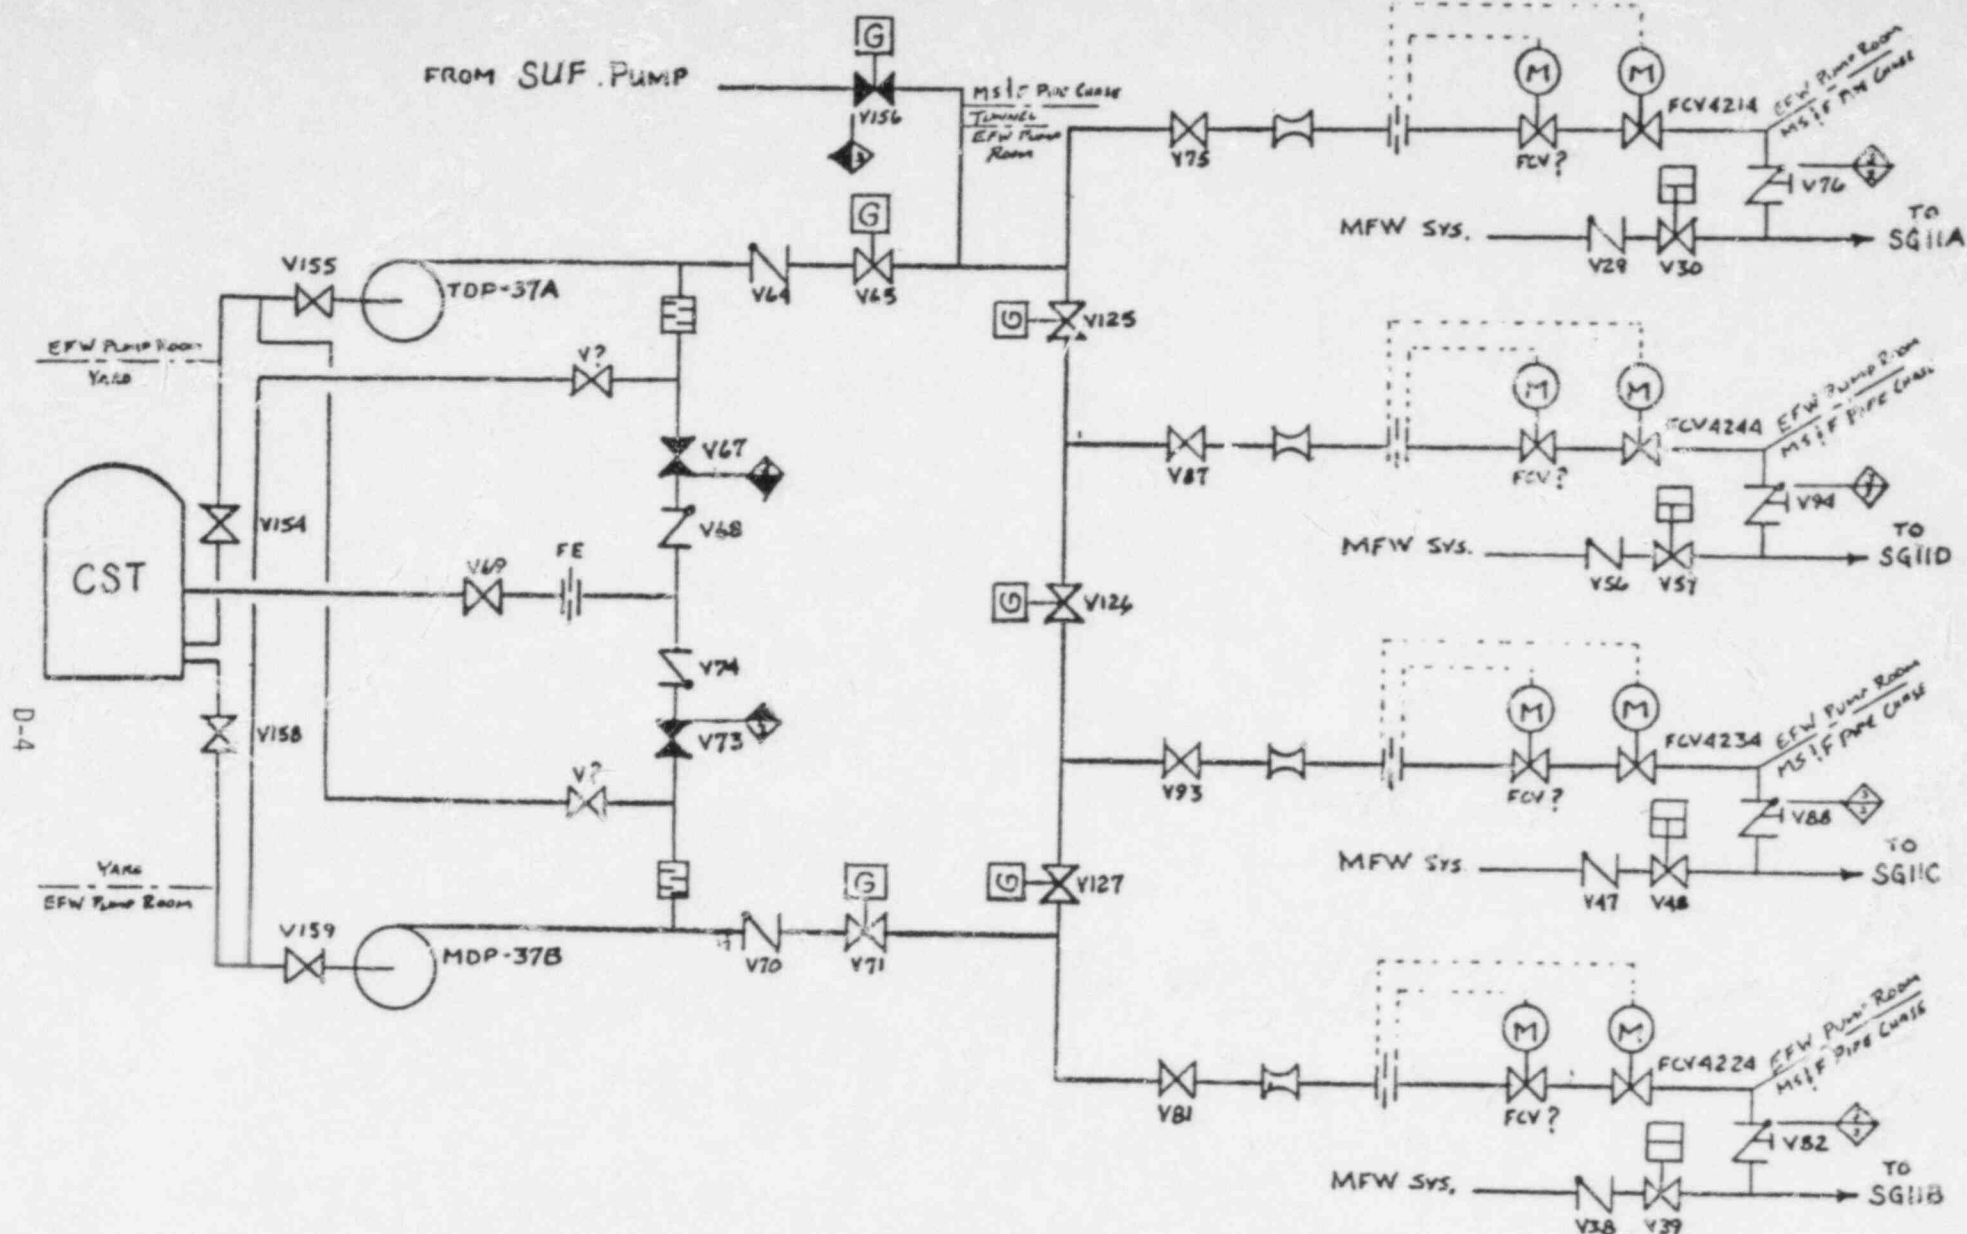 G
FROM SUF. PUMP
V156
MS&F PIPE CHASE
TUNNEL
EFW PUMP
ROOM
M
M
FCV4214
EFW PUMP ROOM
MS&F PIPE CHASE
V75
FCV?
V76
MFW SYS.
V29
V30
TO
SG11A
G
V155
TDP-37A
V64
V65
G
V125
EFW PUMP ROOM
YARD
V?
M
M
FCV4244
EFW PUMP ROOM
MS&F PIPE CHASE
V67
V87
FCV?
V94
V154
V68
MFW SYS.
V56
V57
TO
SG11D
CST
V69
FE
G
V126
V74
M
M
FCV4234
EFW PUMP ROOM
MS&F PIPE CHASE
D-4
V158
V73
V93
FCV?
V88
V?
MFW SYS.
V47
V48
TO
SG11C
YARD
EFW PUMP ROOM
G
G
V127
V159
MDP-37B
V70
V71
M
M
FCV4224
EFW PUMP ROOM
MS&F PIPE CHASE
V81
FCV?
V82
MFW SYS.
V38
V39
TO
SG11B